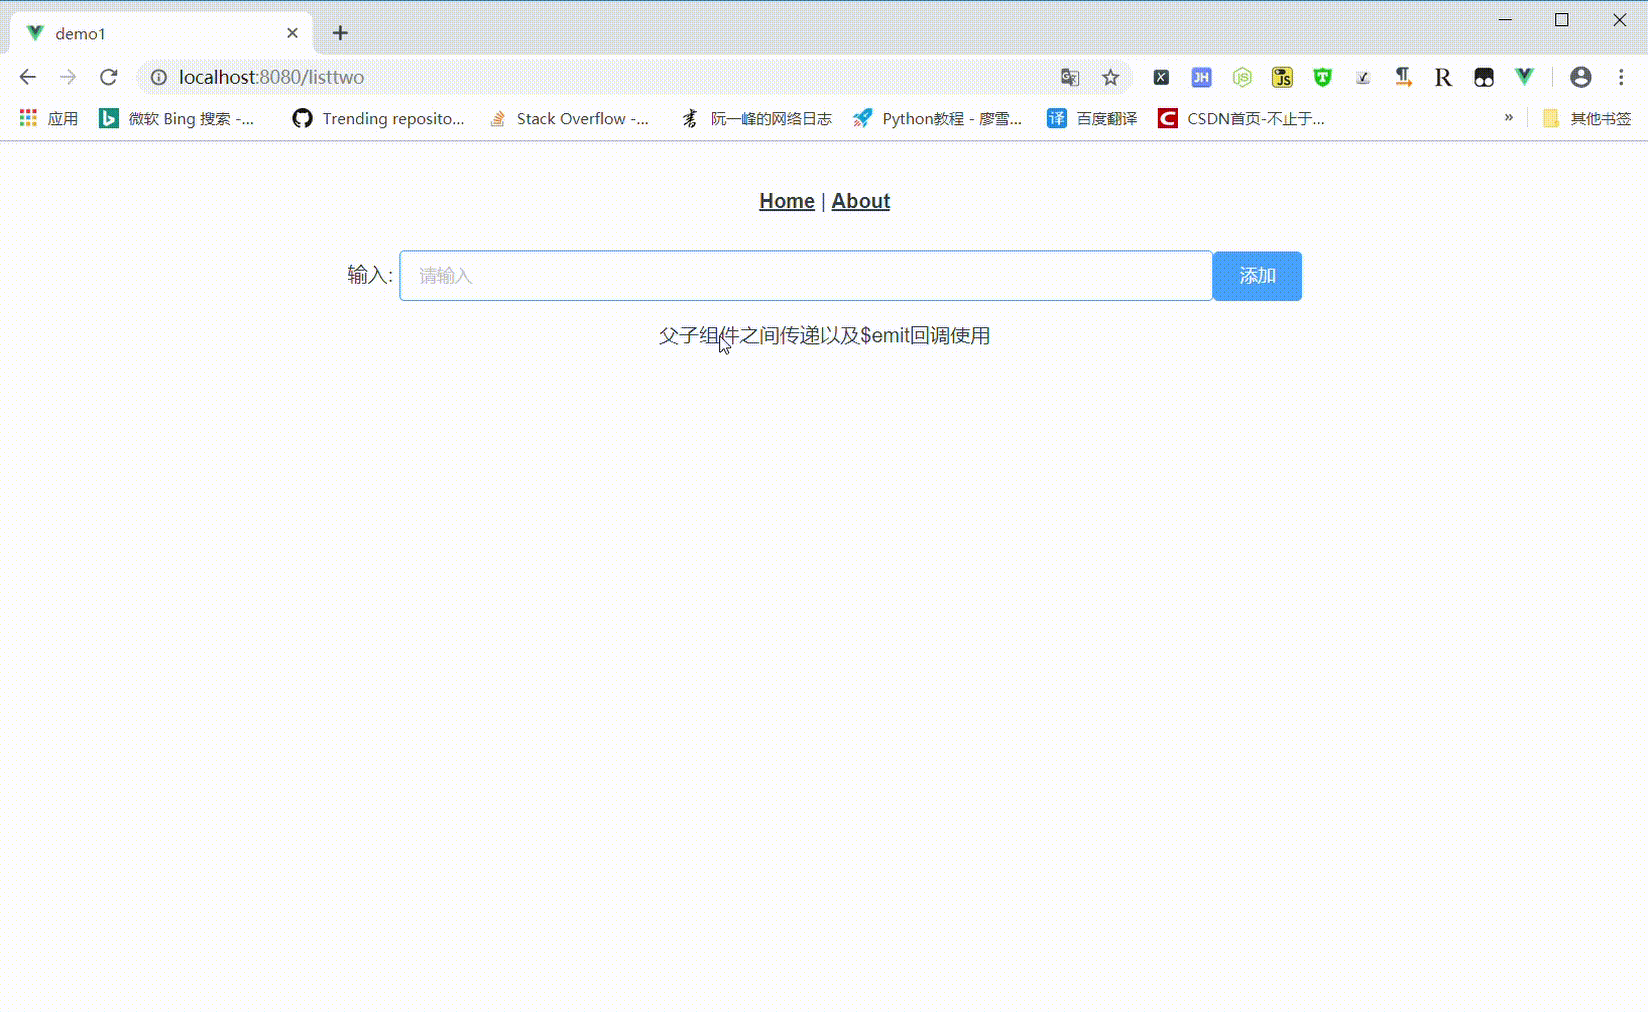 demo1
localhost:8080/listtwo
应用 微软 Bing 搜索 -... Trending reposito... Stack Overflow -... 阮一峰的网络日志 Python教程 - 廖雪... 译 百度翻译 CSDN首页-不止于... » 其他书签
Home | About
输入: 请输入 添加
父子组件之间传递以及$emit回调使用